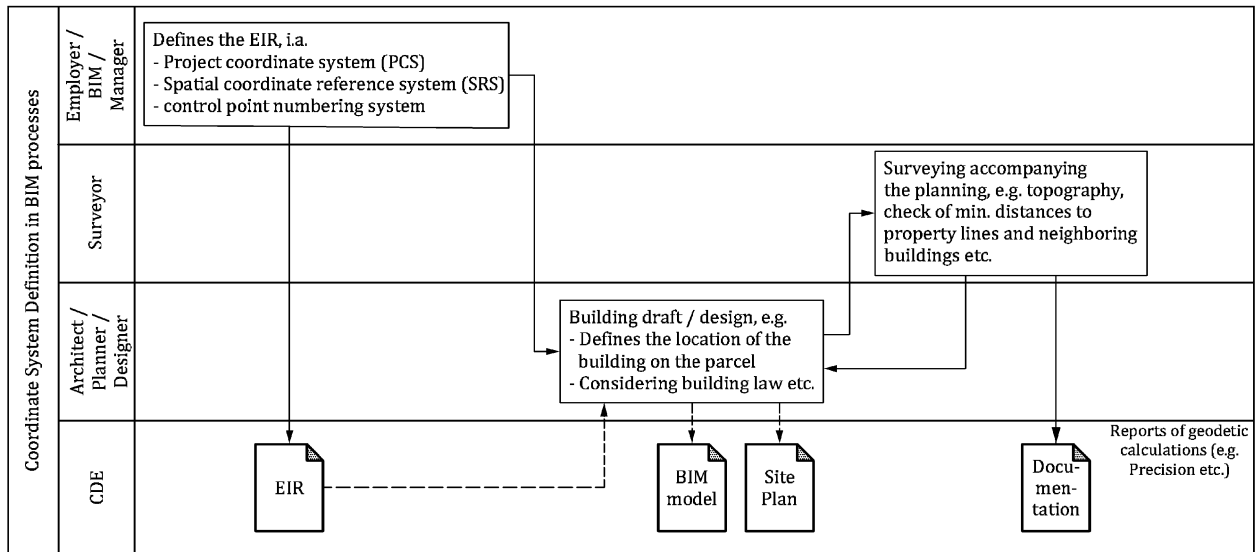 Coordinate System Definition in BIM processes
Employer /
BIM /
Manager
Defines the EIR, i.a.
- Project coordinate system (PCS)
- Spatial coordinate reference system (SRS)
- control point numbering system
Surveyor
Surveying accompanying
the planning, e.g. topography,
check of min. distances to
property lines and neighboring
buildings etc.
Architect /
Planner /
Designer
Building draft / design, e.g.
- Defines the location of the
building on the parcel
- Considering building law etc.
CDE
EIR
BIM
model
Site
Plan
Docu-
men-
tation
Reports of geodetic
calculations (e.g.
Precision etc.)